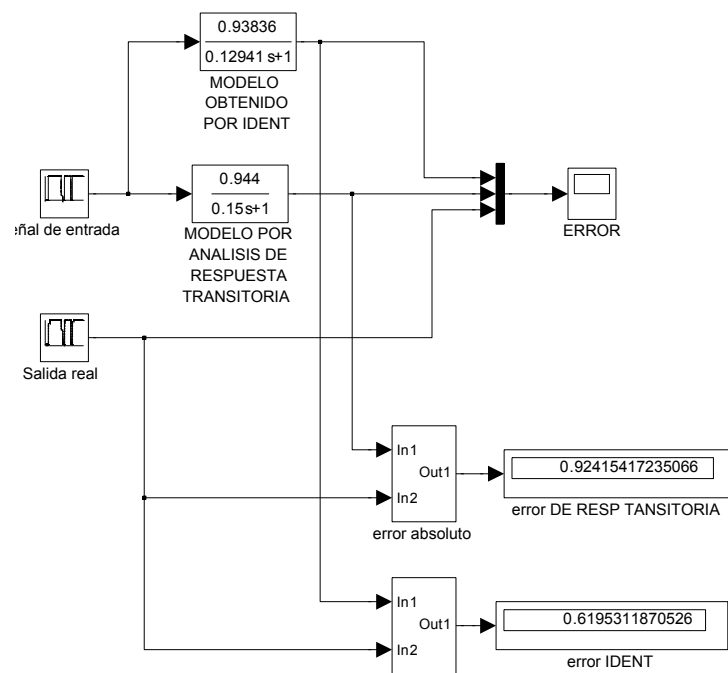 0.93836
0.12941 s+1
MODELO
OBTENIDO
POR IDENT
0.944
0.15s+1
MODELO POR
ANALISIS DE
RESPUESTA
TRANSITORIA
eñal de entrada
ERROR
Salida real
In1
Out1
In2
error absoluto
0.92415417235066
error DE RESP TANSITORIA
In1
Out1
In2
0.6195311870526
error IDENT